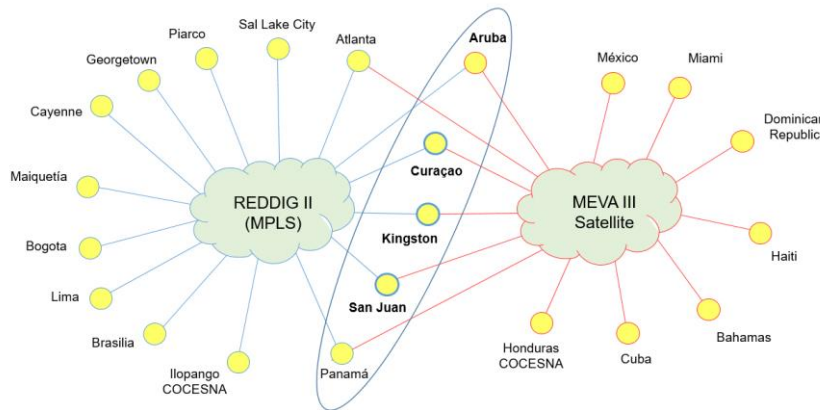 Sal Lake City
Piarco
Atlanta
Aruba
Georgetown
México
Miami
Cayenne
Dominican
Republic
Curaçao
Maiquetía
REDDIG II
(MPLS)
MEVA III
Satellite
Kingston
Bogota
Haiti
Lima
San Juan
Bahamas
Brasilia
Ilopango
COCESNA
Panamá
Honduras
COCESNA
Cuba